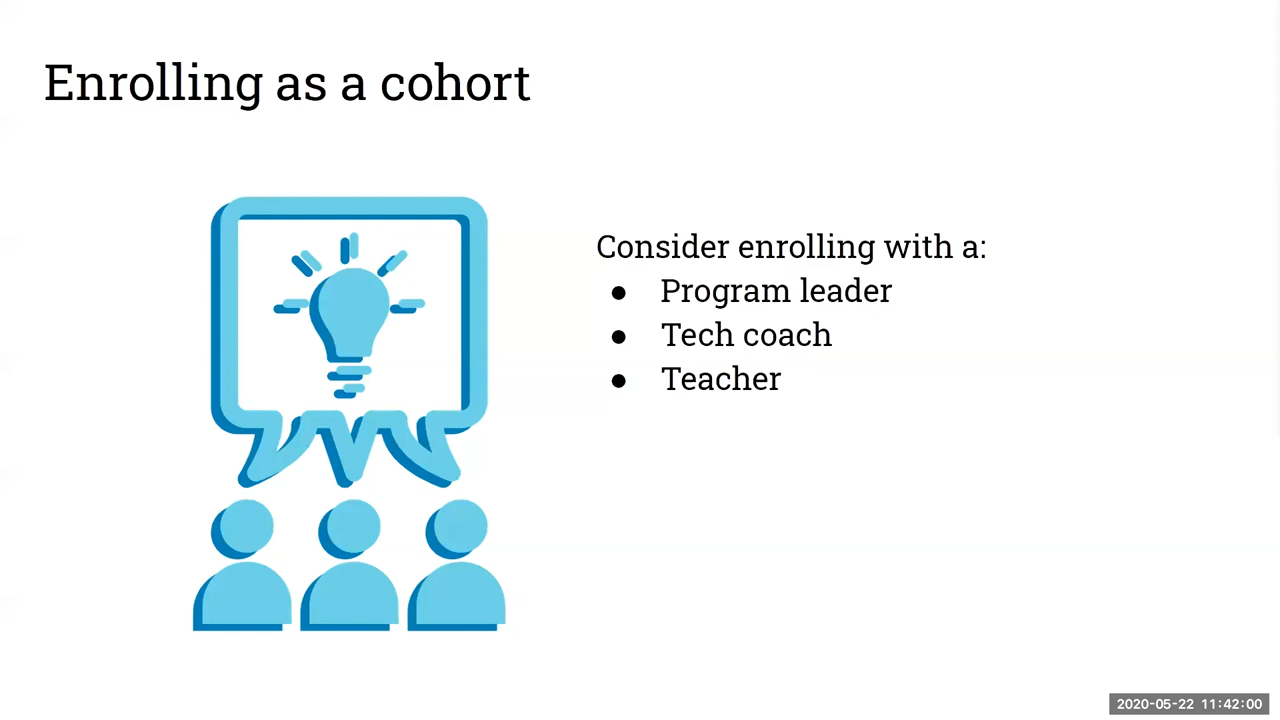 Enrolling as a cohort
Consider enrolling with a:
● Program leader
● Tech coach
● Teacher
2020-05-22 11:42:00